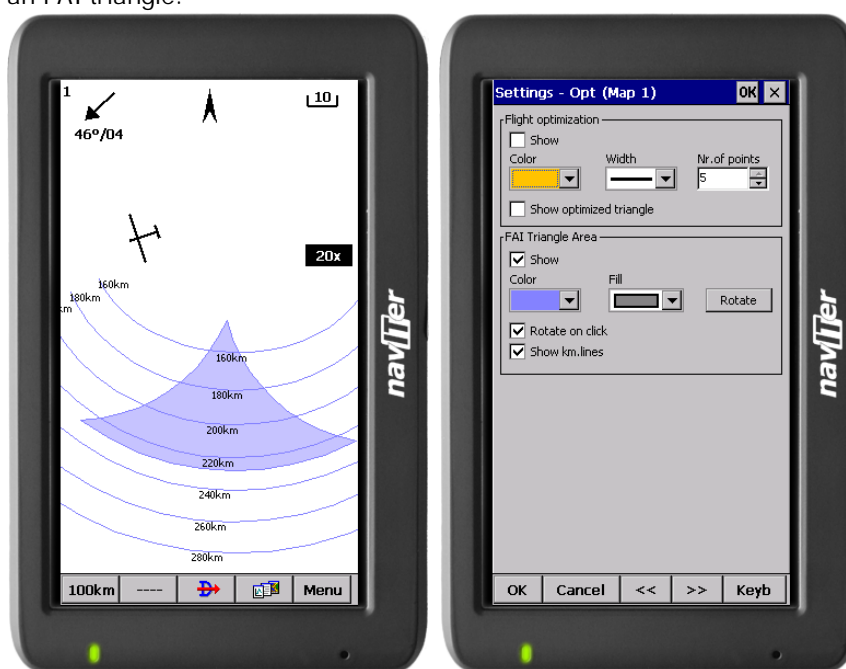 an FAI triangle.
1
10
46º/04
20x
160km
180km
km
160km
180km
200km
220km
240km
260km
280km
100km ---- Menu
naviter
Settings - Opt (Map 1) OK ×
Flight optimization
Show
Color Width Nr.of points
5
Show optimized triangle
FAI Triangle Area
Show
Color Fill
Rotate
Rotate on click
Show km.lines
OK Cancel << >> Keyb
naviter